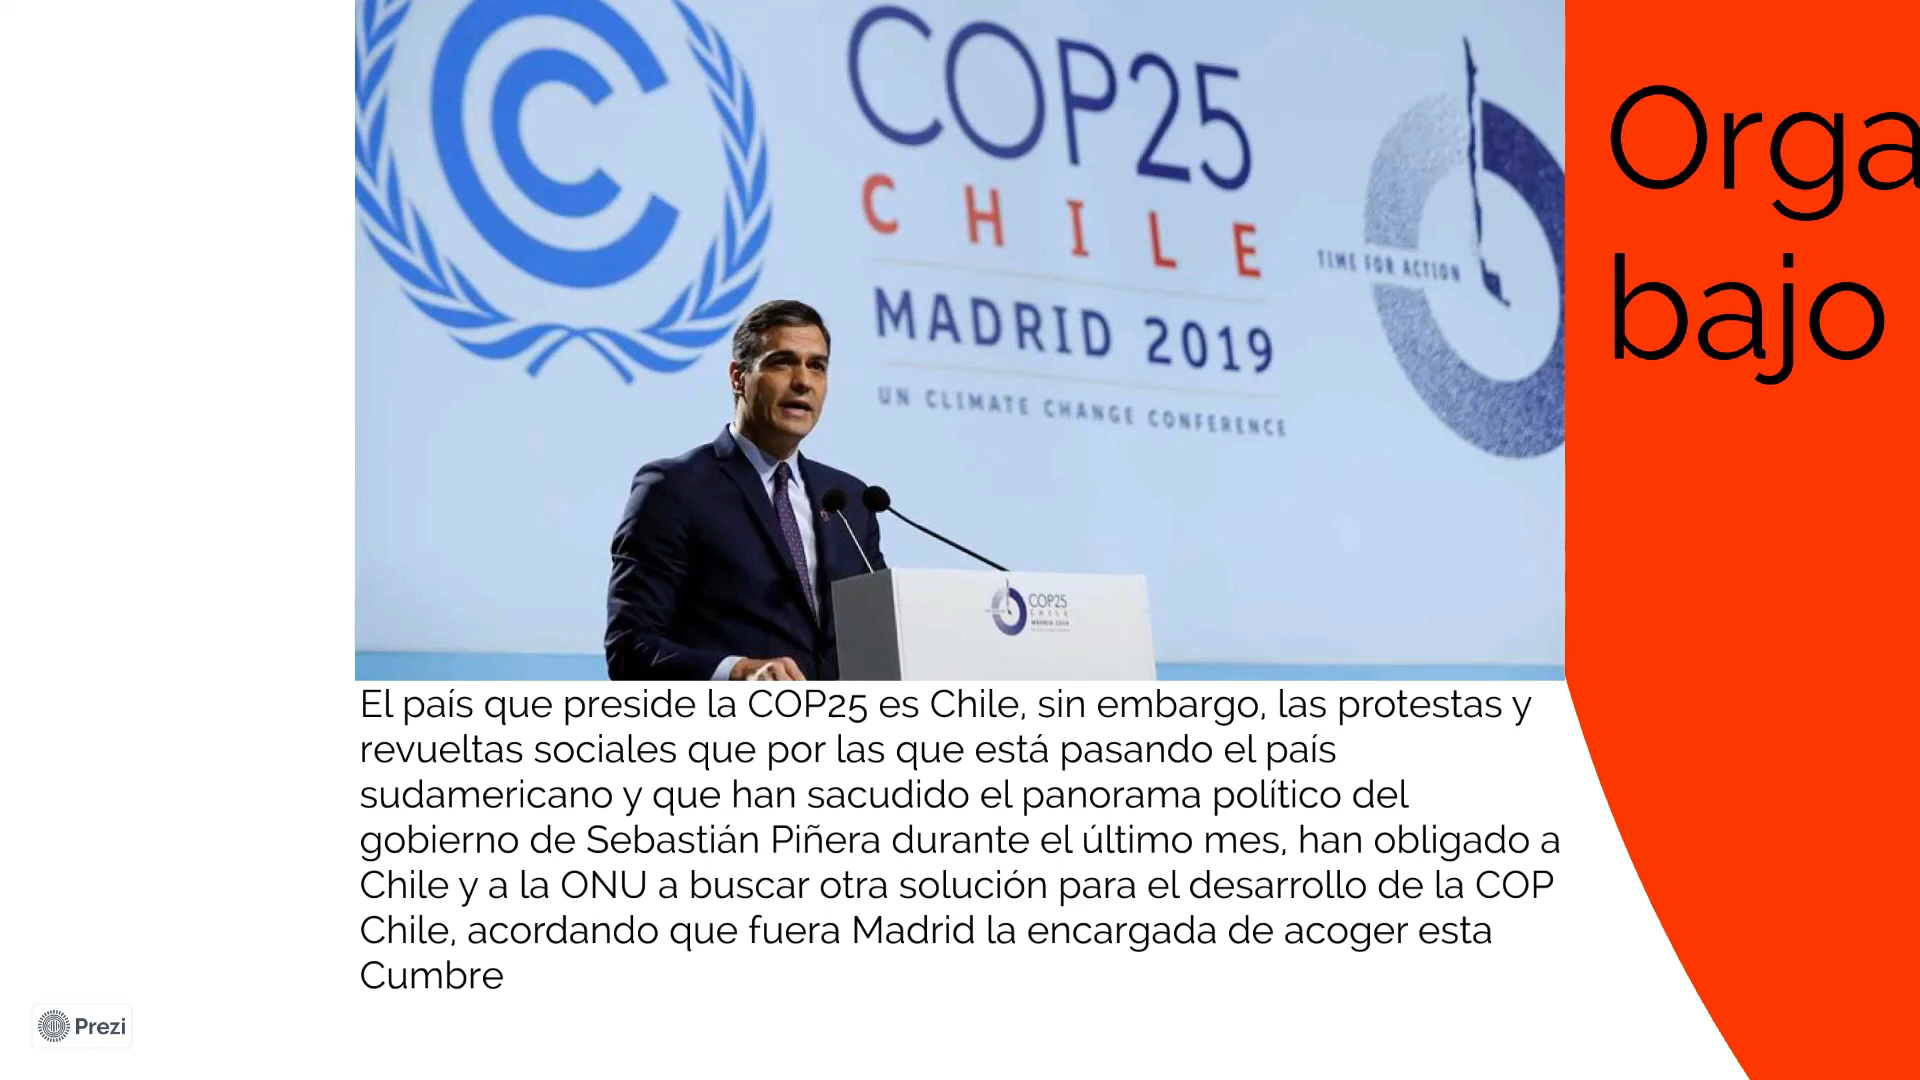 COP25
CHILE
MADRID 2019
UN CLIMATE CHANGE CONFERENCE
TIME FOR ACTION
COP25
CHILE
MADRID 2019
Orga
bajo
El país que preside la COP25 es Chile, sin embargo, las protestas y
revueltas sociales que por las que está pasando el país
sudamericano y que han sacudido el panorama político del
gobierno de Sebastián Piñera durante el último mes, han obligado a
Chile y a la ONU a buscar otra solución para el desarrollo de la COP
Chile, acordando que fuera Madrid la encargada de acoger esta
Cumbre
Prezi